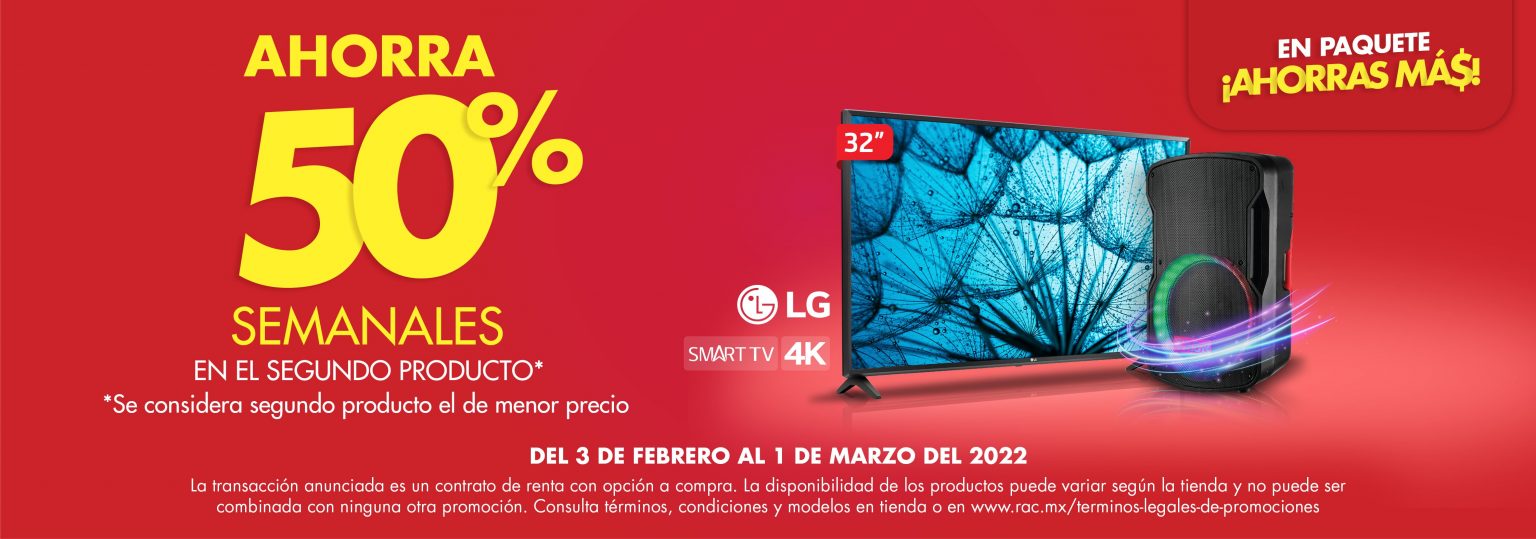 AHORRA
50%
SEMANALES
EN EL SEGUNDO PRODUCTO*
*Se considera segundo producto el de menor precio
EN PAQUETE
¡AHORRAS MÁ$!
32”
LG
SMART TV 4K
LG
DEL 3 DE FEBRERO AL 1 DE MARZO DEL 2022
La transacción anunciada es un contrato de renta con opción a compra. La disponibilidad de los productos puede variar según la tienda y no puede ser
combinada con ninguna otra promoción. Consulta términos, condiciones y modelos en tienda o en www.rac.mx/terminos-legales-de-promociones